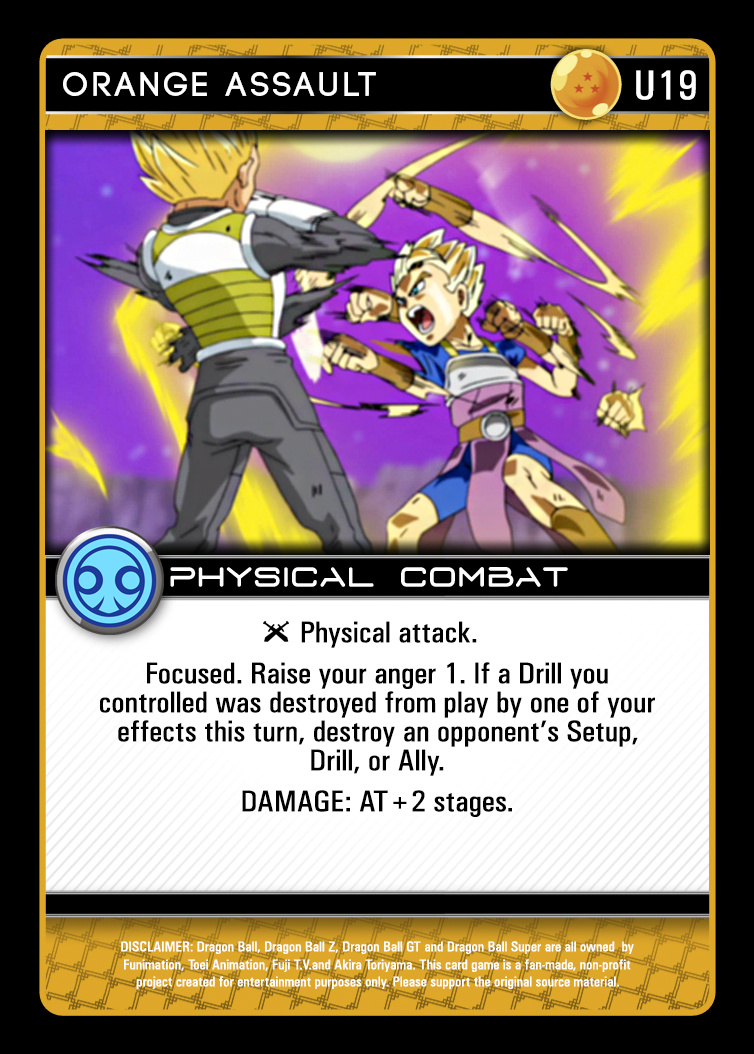 ORANGE ASSAULT U19
PHYSICAL COMBAT
Physical attack.
Focused. Raise your anger 1. If a Drill you
controlled was destroyed from play by one of your
effects this turn, destroy an opponent's Setup,
Drill, or Ally.
DAMAGE: AT + 2 stages.
DISCLAIMER: Dragon Ball, Dragon Ball Z, Dragon Ball GT and Dragon Ball Super are all owned by
Funimation, Toei Animation, Fuji T.V.and Akira Toriyama. This card game is a fan-made, non-profit
project created for entertainment purposes only. Please support the original source material.